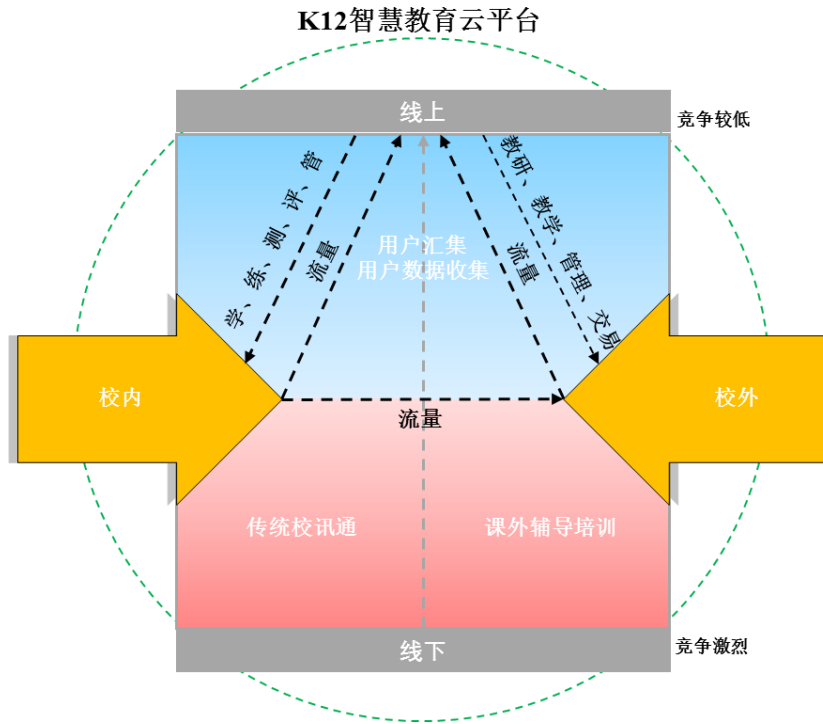 K12智慧教育云平台
线上
竞争较低
学、练、测、评、管
流量
教研、教学、管理、交易
流量
用户汇集
用户数据收集
校内
校外
流量
传统校讯通
课外辅导培训
线下
竞争激烈